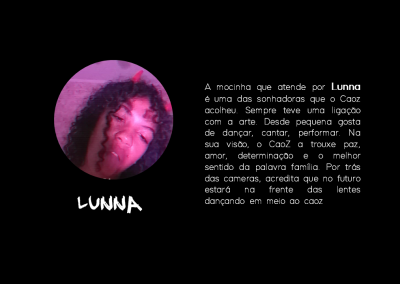 A mocinha que atende por Lunna
é uma das sonhadoras que o Caoz
acolheu. Sempre teve uma ligação
com a arte. Desde pequena gosta
de dançar, cantar, performar. Na
sua visão, o CaoZ a trouxe paz,
amor, determinação e o melhor
sentido da palavra família. Por trás
das cameras, acredita que no futuro
estará na frente das lentes
dançando em meio ao caoz
LUNNA